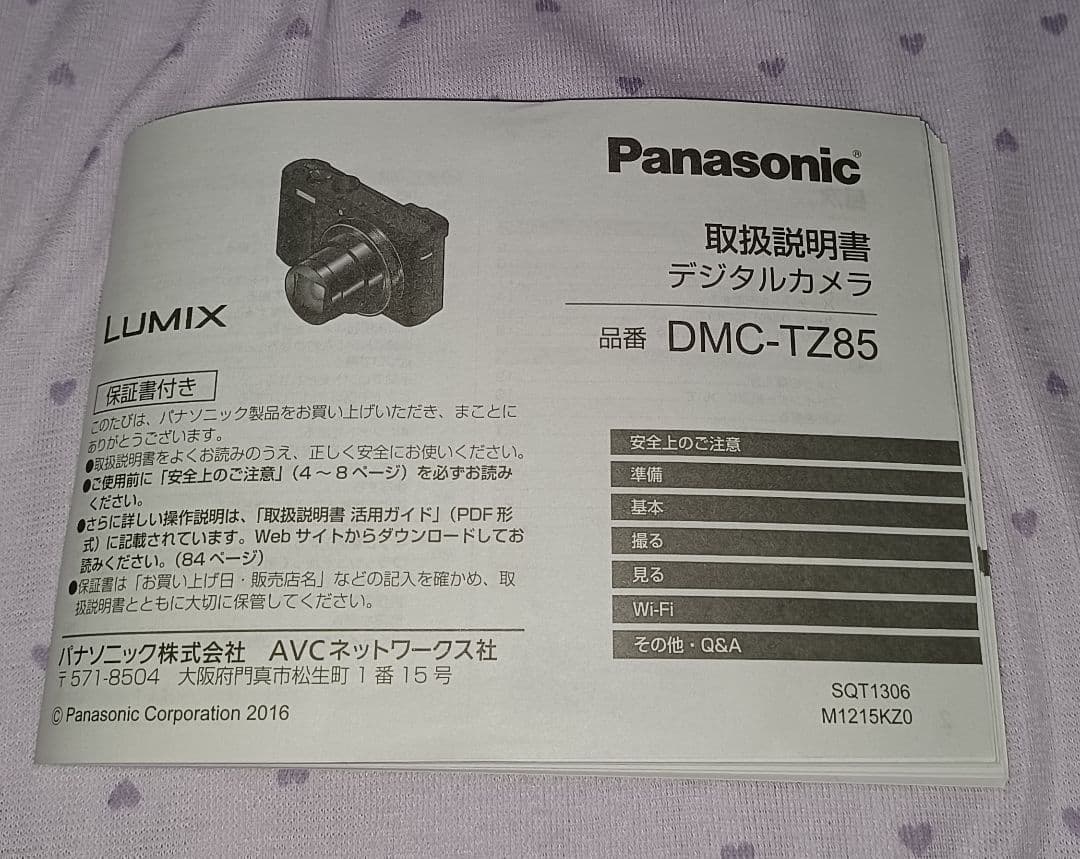 Panasonic®
取扱説明書
デジタルカメラ
品番 DMC-TZ85
LUMIX
保証書付き
このたびは、パナソニック製品をお買い上げいただき、まことに
ありがとうございます。
●取扱説明書をよくお読みのうえ、正しく安全にお使いください。
●ご使用前に「安全上のご注意」(4～8ページ)を必ずお読み
ください。
●さらに詳しい操作説明は、「取扱説明書 活用ガイド」(PDF形
式)に記載されています。Webサイトからダウンロードしてお
読みください。(84ページ)
●保証書は「お買い上げ日・販売店名」などの記入を確かめ、取
扱説明書とともに大切に保管してください。
パナソニック株式会社 AVCネットワークス社
〒571-8504 大阪府門真市松生町1番15号
© Panasonic Corporation 2016
安全上のご注意
準備
基本
撮る
見る
Wi-Fi
その他・Q&A
SQT1306
M1215KZ0